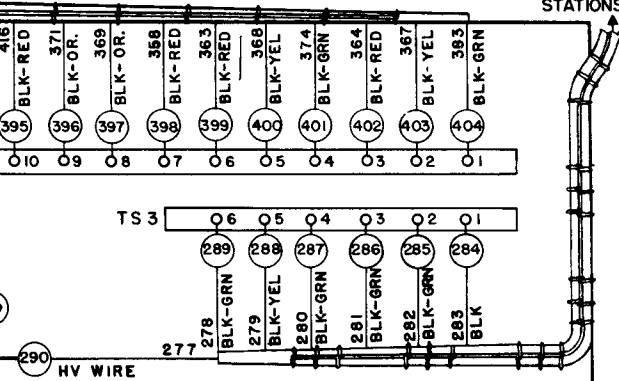 STATIONS
416 371 369 358 363 368 374 364 367 383
BLK-RED BLK-OR. BLK-OR. BLK-RED BLK-RED BLK-YEL BLK-GRN BLK-RED BLK-YEL BLK-GRN
395 396 397 398 399 400 401 402 403 404
10 9 8 7 6 5 4 3 2 1
TS3 6 5 4 3 2 1
289 288 287 286 285 284
BLK-GRN BLK-YEL BLK-GRN BLK-GRN BLK-GRN BLK
278 279 280 281 282 283
277
290 HV WIRE